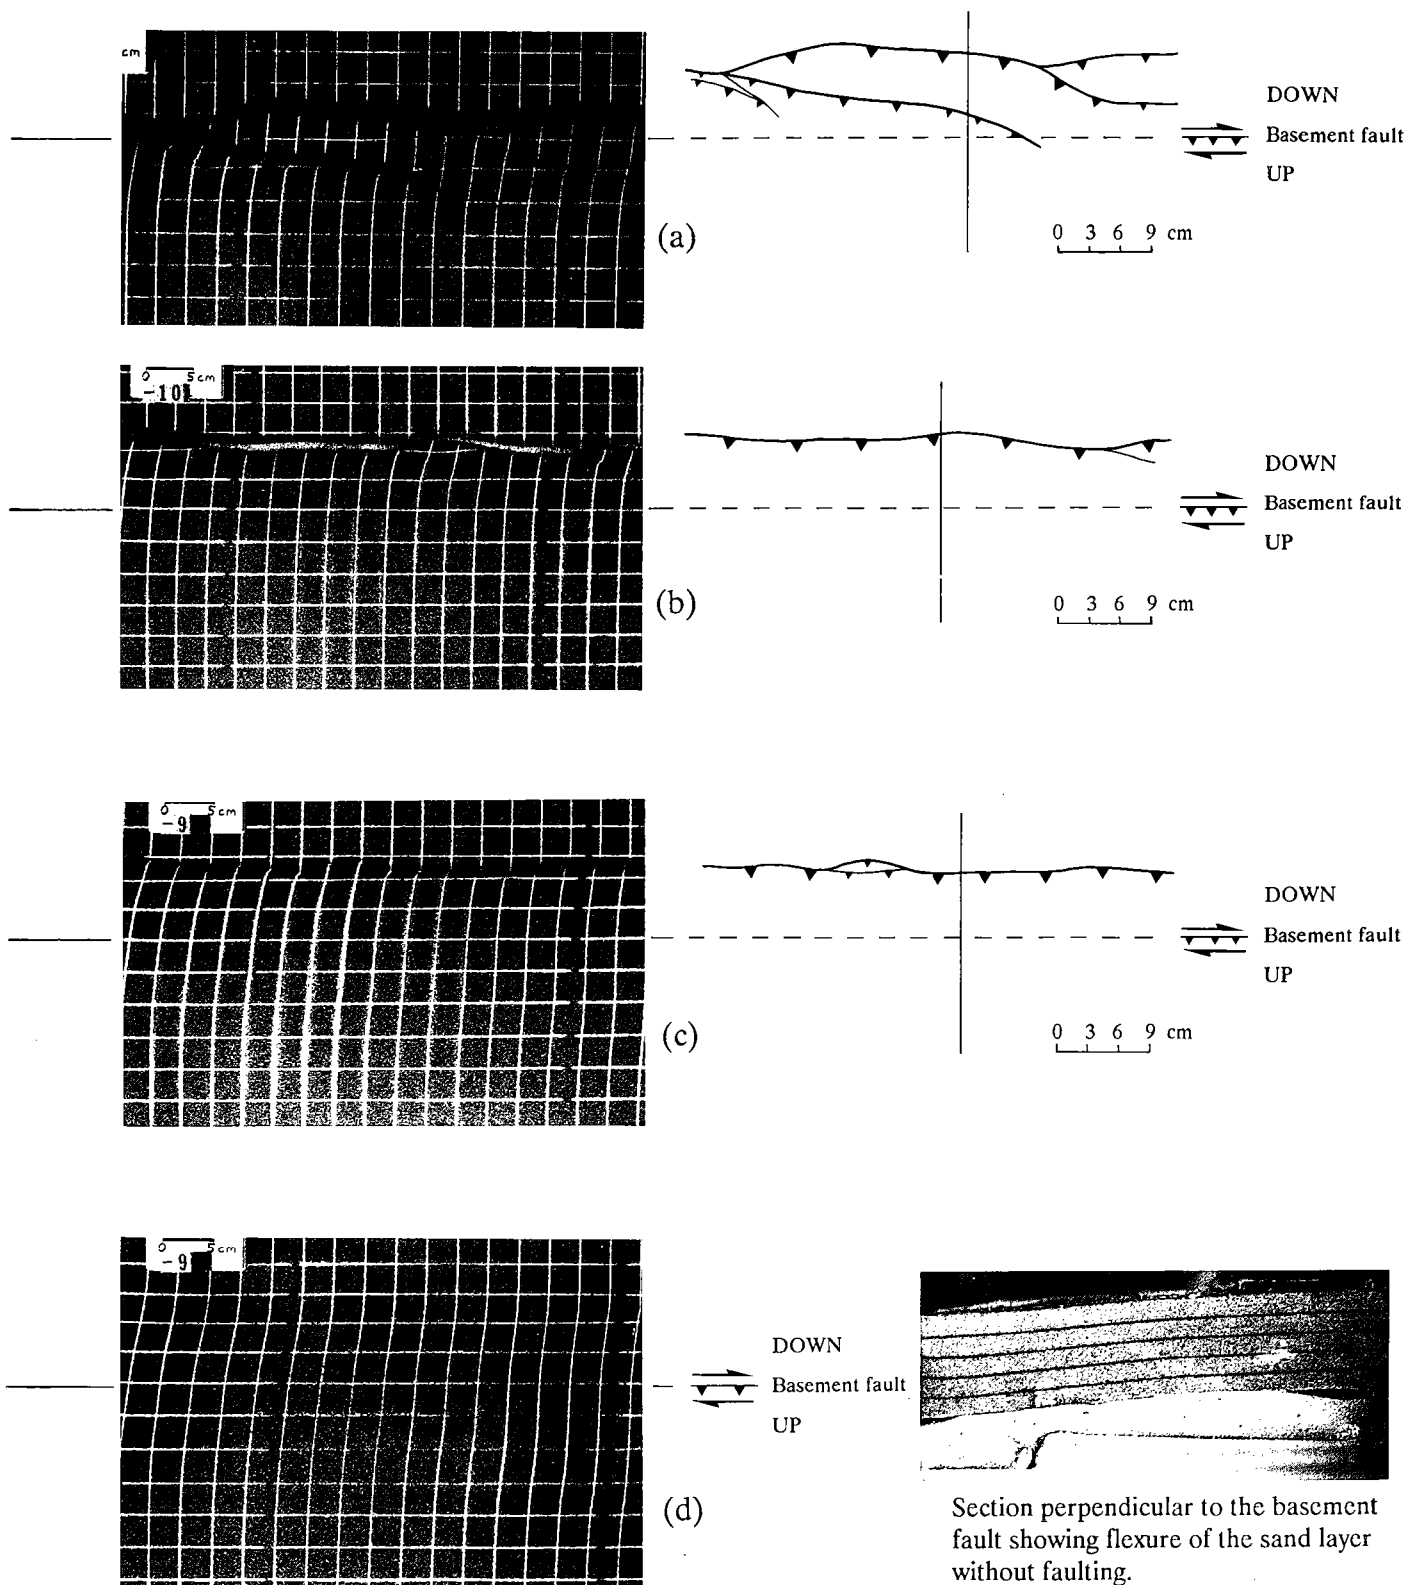 cm
DOWN
Basement fault
UP
0 3 6 9 cm
(a)
0 5 cm
-10
DOWN
Basement fault
UP
0 3 6 9 cm
(b)
0 5 cm
-9
DOWN
Basement fault
UP
0 3 6 9 cm
(c)
0 5 cm
-9
DOWN
Basement fault
UP
(d)
Section perpendicular to the basement
fault showing flexure of the sand layer
without faulting.